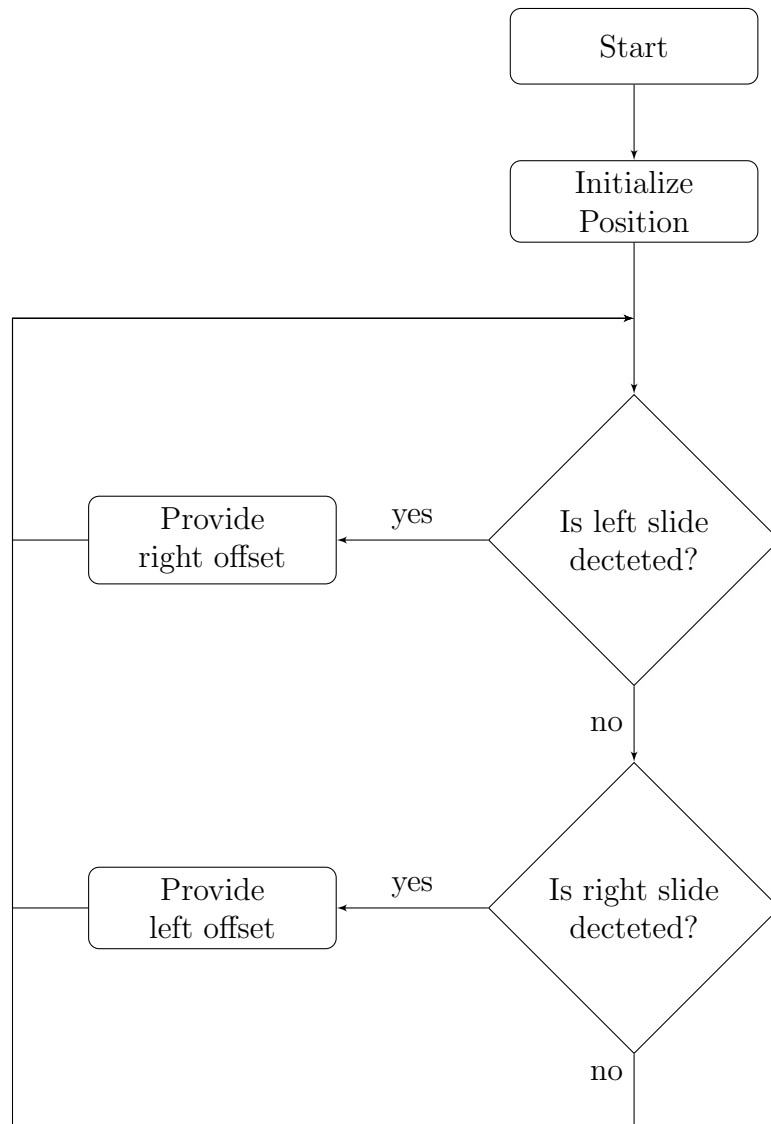 Start
Initialize
Position
Is left slide
decteted?
yes
Provide
right offset
no
Is right slide
decteted?
yes
Provide
left offset
no